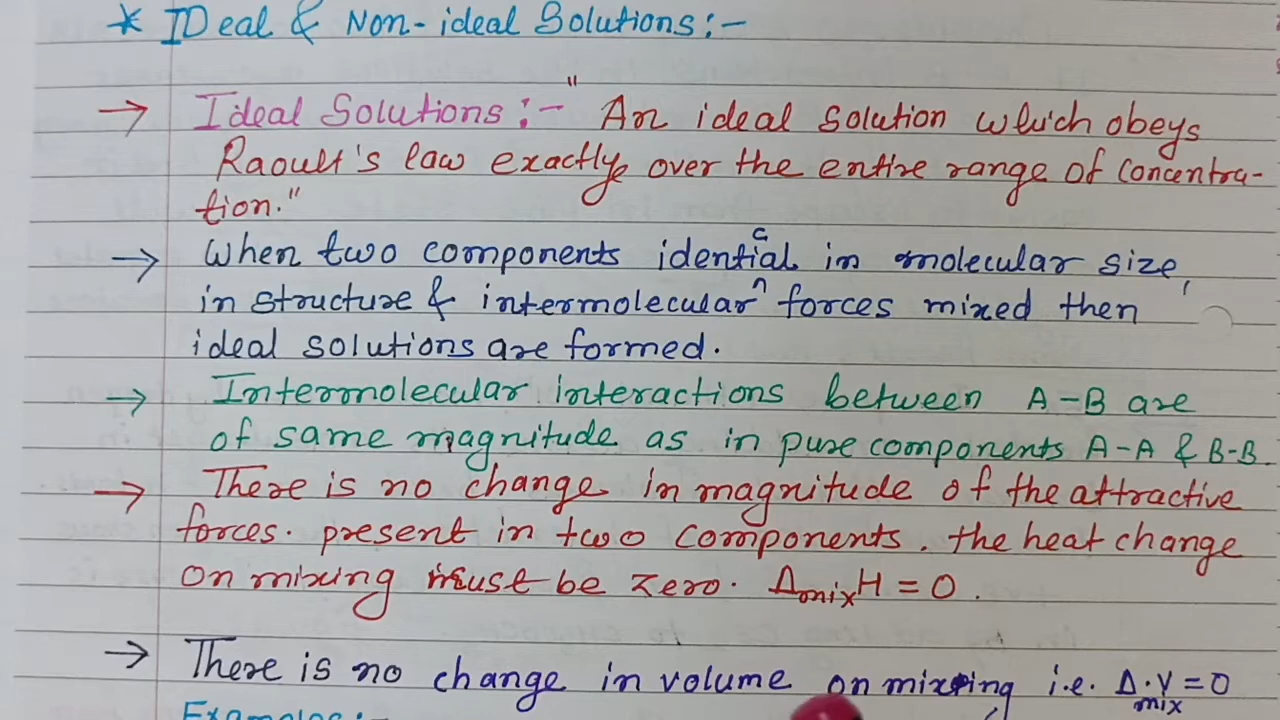 * IDeal & Non-ideal Solutions:-
→ Ideal Solutions:- "An ideal solution which obeys
Raoult's law exactly over the entire range of concentra-
tion."
→ When two components identical in molecular size,
in structure & intermolecular forces mixed then
ideal solutions are formed.
→ Intermolecular interactions between A-B are
of same magnitude as in pure components A-A & B-B.
→ There is no change in magnitude of the attractive
forces. present in two components. the heat change
on mixing must be zero. ΔmixH = 0.
→ There is no change in volume on mixing i.e. Δmix.V = 0
Examples:-